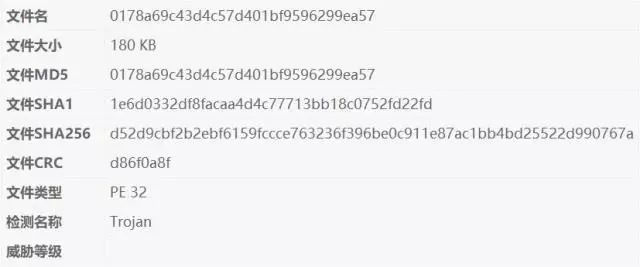 文件名 0178a69c43d4c57d401bf9596299ea57
文件大小 180 KB
文件MD5 0178a69c43d4c57d401bf9596299ea57
文件SHA1 1e6d0332df8facaa4d4c77713bb18c0752fd22fd
文件SHA256 d52d9cbf2b2ebf6159fccce763236f396be0c911e87ac1bb4bd25522d990767a
文件CRC d86f0a8f
文件类型 PE 32
检测名称 Trojan
威胁等级